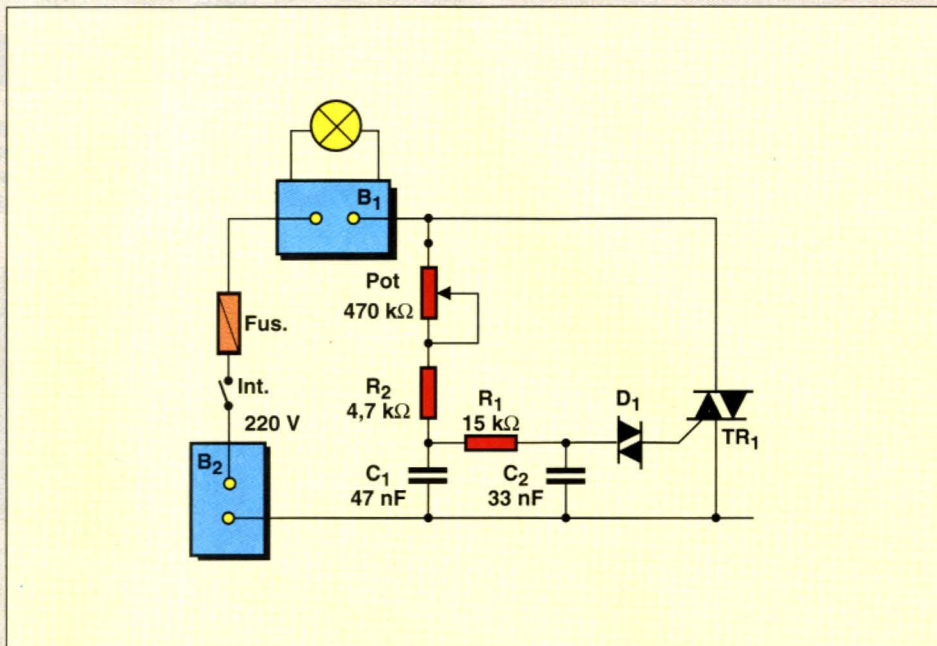 B1
Pot
470 kΩ
Fus.
R2
4,7 kΩ
R1
15 kΩ
D1
Int.
220 V
TR1
B2
C1
47 nF
C2
33 nF